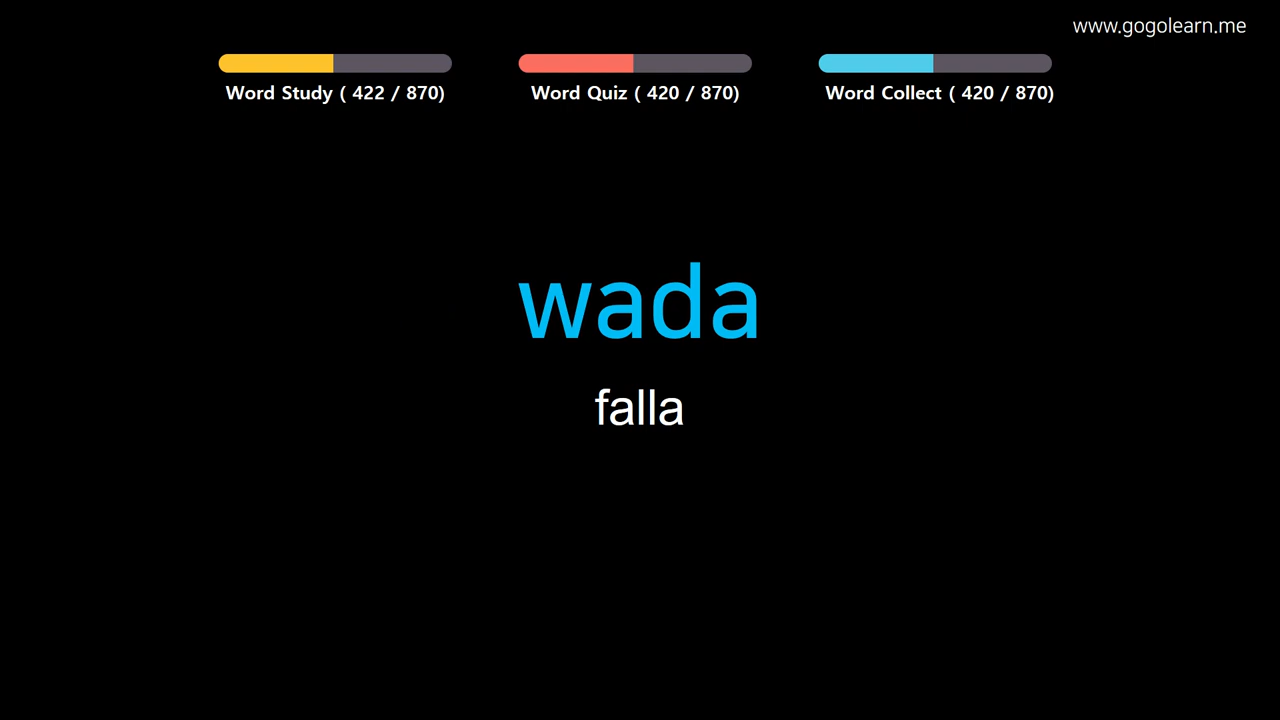 www.gogolearn.me
Word Study ( 422 / 870)
Word Quiz ( 420 / 870)
Word Collect ( 420 / 870)
wada
falla